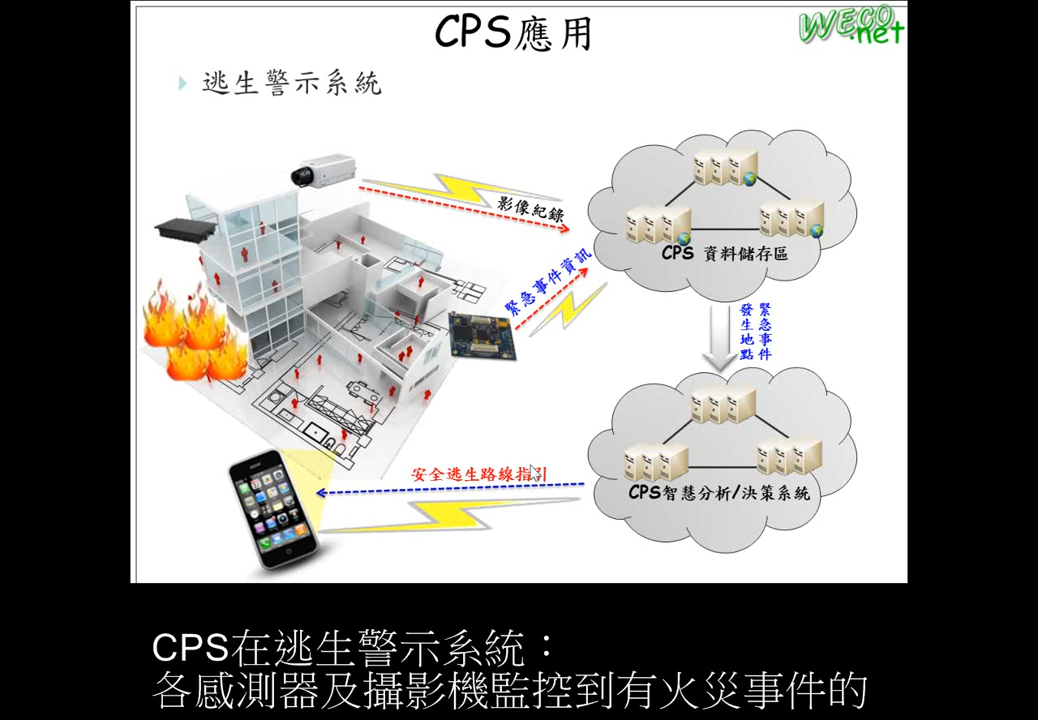 CPS應用
WECO.net
逃生警示系統
影像紀錄
緊急事件資訊
CPS 資料儲存區
緊急事件
發生地點
CPS智慧分析/決策系統
安全逃生路線指引
CPS在逃生警示系統：
各感測器及攝影機監控到有火災事件的